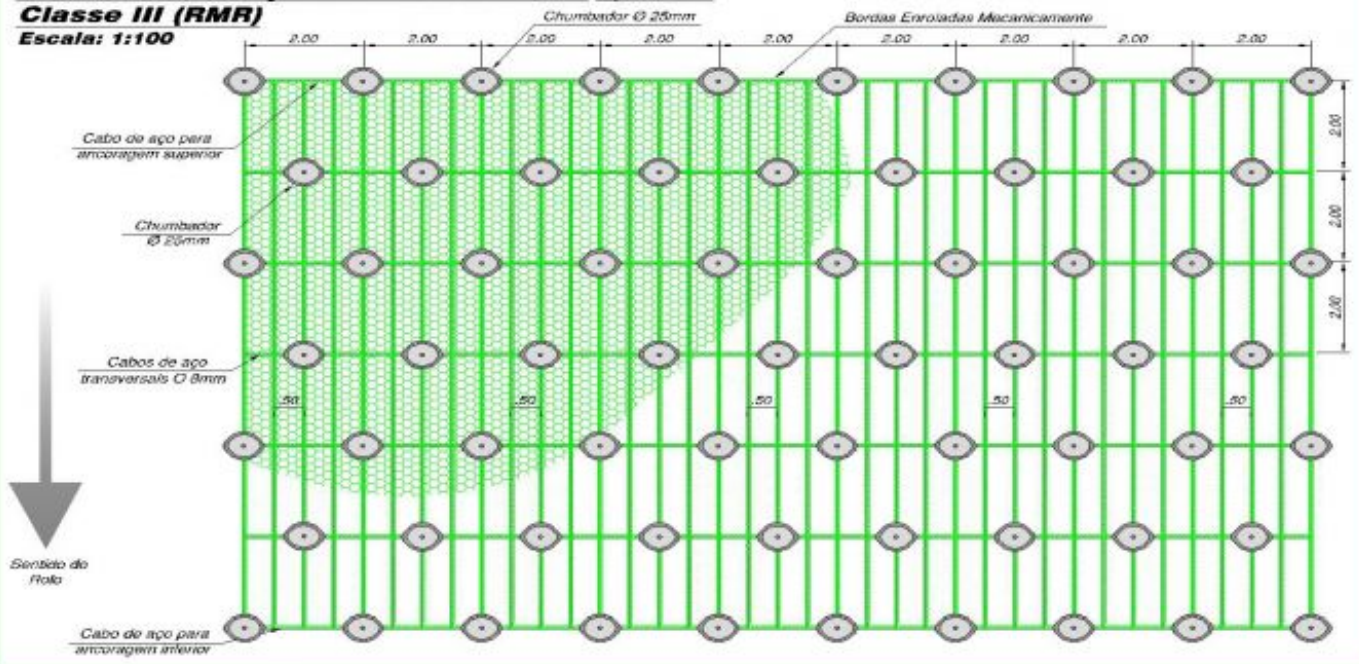 Classe III (RMR)
Escala: 1:100
Chumbador Ø 25mm
Bordas Enroladas Mecanicamente
2.00 2.00 2.00 2.00 2.00 2.00 2.00 2.00 2.00
Cabo de aço para
ancoragem superior
2.00
Chumbador
Ø 25mm
2.00
2.00
Cabos de aço
transversais O 8mm
.50 .50 .50 .50 .50
Sentido do
Rolo
Cabo de aço para
ancoragem inferior